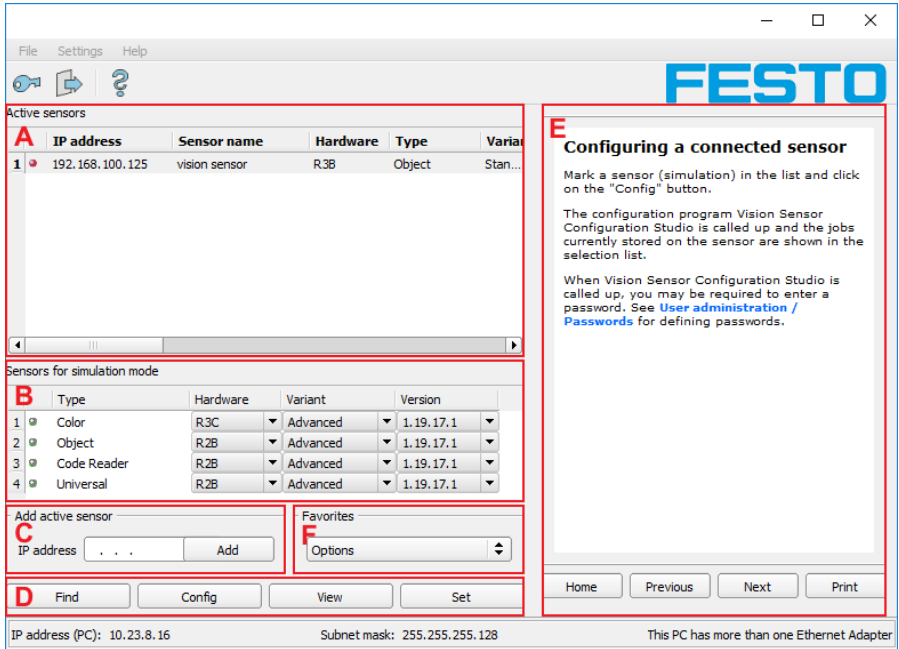 File Settings Help
FESTO
Active sensors
A
IP address Sensor name Hardware Type Varian
1 192.168.100.125 vision sensor R3B Object Stan...
Sensors for simulation mode
B
Type Hardware Variant Version
1 Color R3C Advanced 1.19.17.1
2 Object R2B Advanced 1.19.17.1
3 Code Reader R2B Advanced 1.19.17.1
4 Universal R2B Advanced 1.19.17.1
Add active sensor
C
IP address . . . Add
Favorites
F
Options
D
Find Config View Set
E
Configuring a connected sensor
Mark a sensor (simulation) in the list and click
on the "Config" button.
The configuration program Vision Sensor
Configuration Studio is called up and the jobs
currently stored on the sensor are shown in the
selection list.
When Vision Sensor Configuration Studio is
called up, you may be required to enter a
password. See User administration /
Passwords for defining passwords.
Home Previous Next Print
IP address (PC): 10.23.8.16 Subnet mask: 255.255.255.128 This PC has more than one Ethernet Adapter